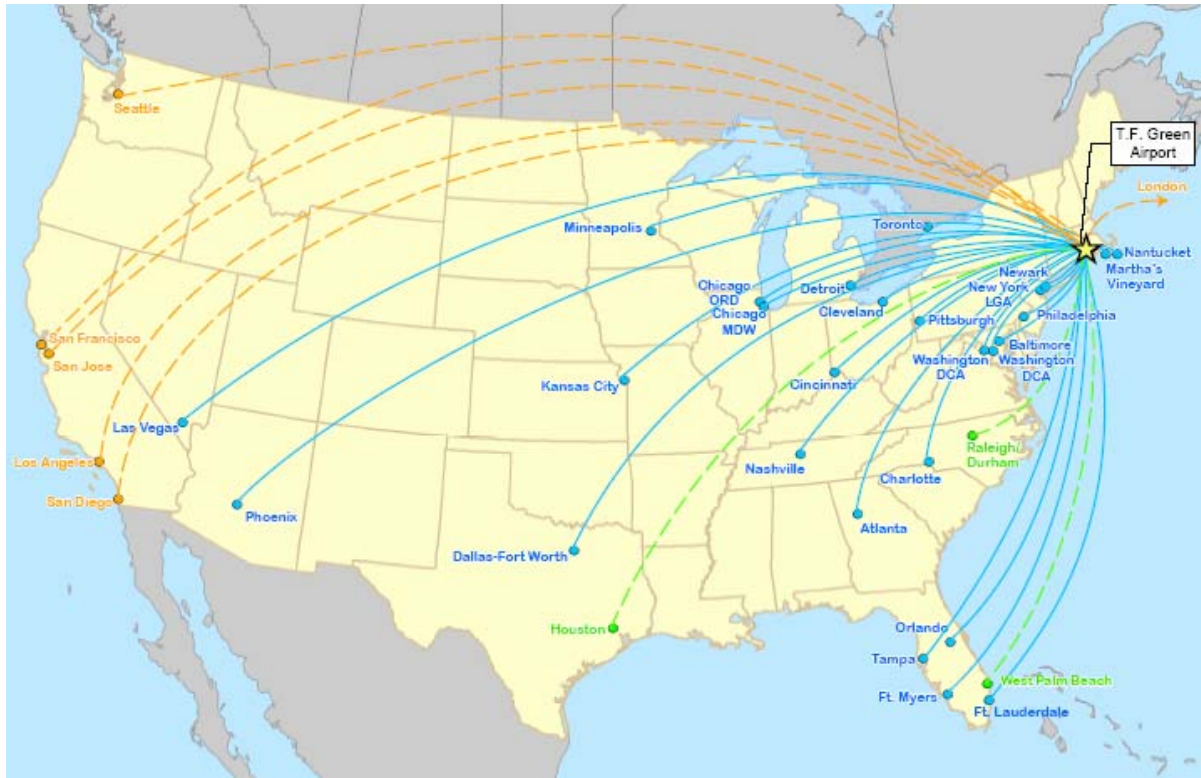 Seattle
T.F. Green
Airport
London
Minneapolis
Toronto
Nantucket
Martha's
Vineyard
Newark
New York
LGA
Chicago
ORD
Chicago
MDW
Detroit
Cleveland
Pittsburgh
Philadelphia
San Francisco
San Jose
Baltimore
Washington
DCA
Washington
DCA
Kansas City
Cincinnati
Las Vegas
Raleigh/
Durham
Los Angeles
Nashville
Charlotte
San Diego
Phoenix
Atlanta
Dallas-Fort Worth
Houston
Orlando
Tampa
West Palm Beach
Ft. Myers
Ft. Lauderdale